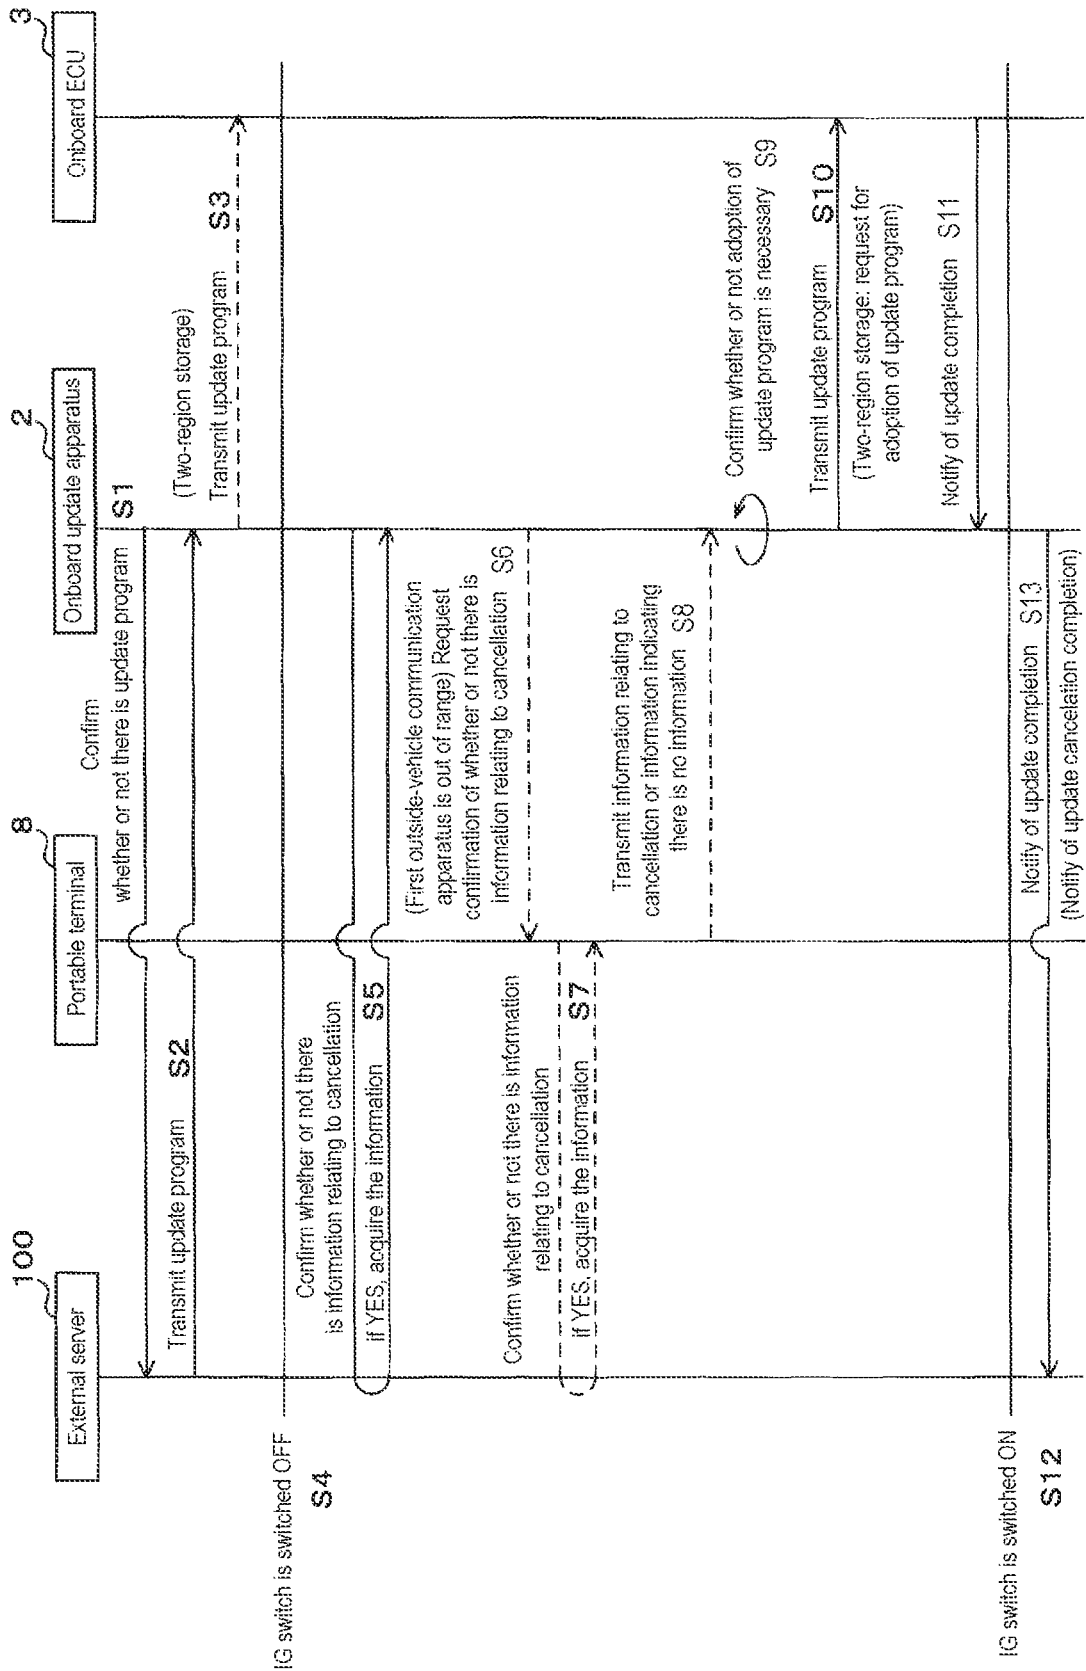 100
External server
8
Portable terminal
2
Onboard update apparatus
3
Onboard ECU
Confirm
whether or not there is update program
S1
Transmit update program
S2
(Two-region storage)
Transmit update program
S3
IG switch is switched OFF
S4
Confirm whether or not there
is information relating to cancellation
if YES, acquire the information
S5
(First outside-vehicle communication
apparatus is out of range) Request
confirmation of whether or not there is
information relating to cancellation S6
Confirm whether or not there is information
relating to cancellation
if YES, acquire the information
S7
Transmit information relating to
cancellation or information indicating
there is no information S8
Confirm whether or not adoption of
update program is necessary S9
Transmit update program S10
(Two-region storage: request for
adoption of update program)
Notify of update completion S11
IG switch is switched ON
S12
Notify of update completion S13
(Notify of update cancelation completion)